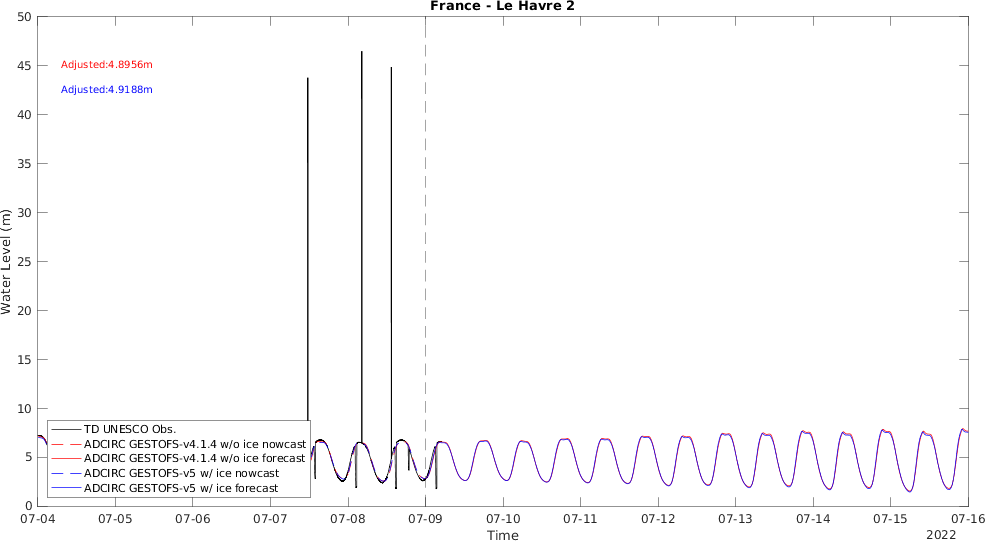 France - Le Havre 2
50
45
40
35
30
25
20
15
10
5
0
Water Level (m)
Adjusted:4.8956m
Adjusted:4.9188m
TD UNESCO Obs.
ADCIRC GESTOFS-v4.1.4 w/o ice nowcast
ADCIRC GESTOFS-v4.1.4 w/o ice forecast
ADCIRC GESTOFS-v5 w/ ice nowcast
ADCIRC GESTOFS-v5 w/ ice forecast
07-04 07-05 07-06 07-07 07-08 07-09 07-10 07-11 07-12 07-13 07-14 07-15 07-16
Time
2022